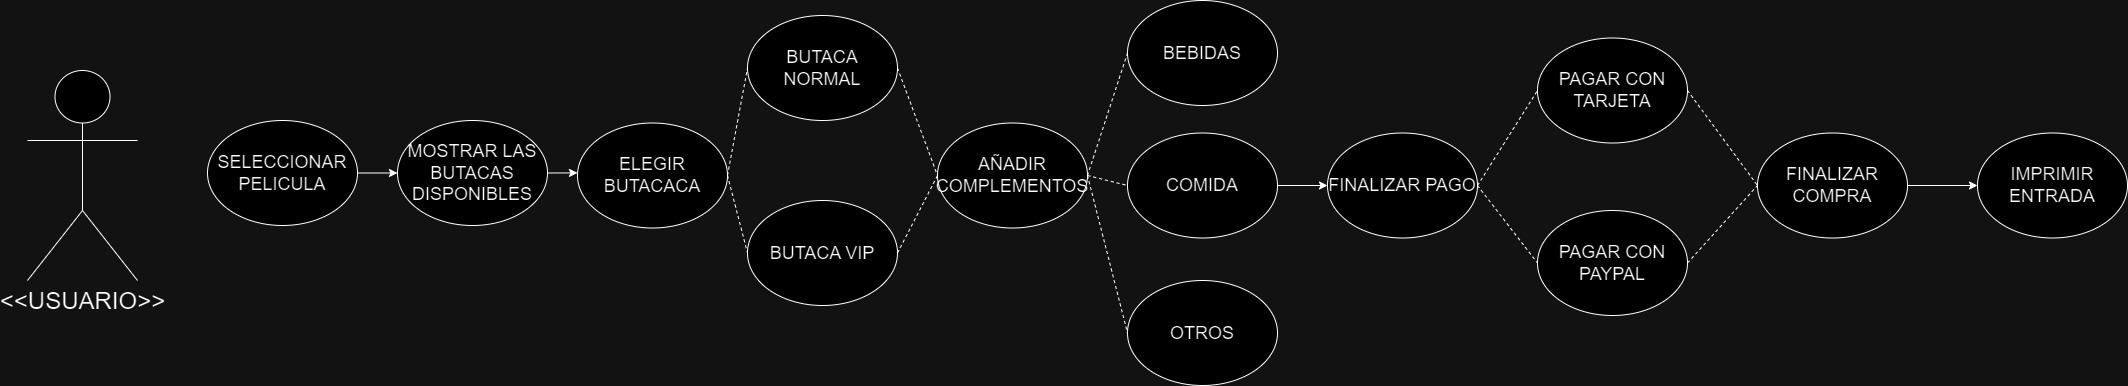 <<USUARIO>>
SELECCIONAR
PELICULA
MOSTRAR LAS
BUTACAS
DISPONIBLES
ELEGIR
BUTACACA
BUTACA
NORMAL
BUTACA VIP
AÑADIR
COMPLEMENTOS
BEBIDAS
COMIDA
OTROS
FINALIZAR PAGO
PAGAR CON
TARJETA
PAGAR CON
PAYPAL
FINALIZAR
COMPRA
IMPRIMIR
ENTRADA